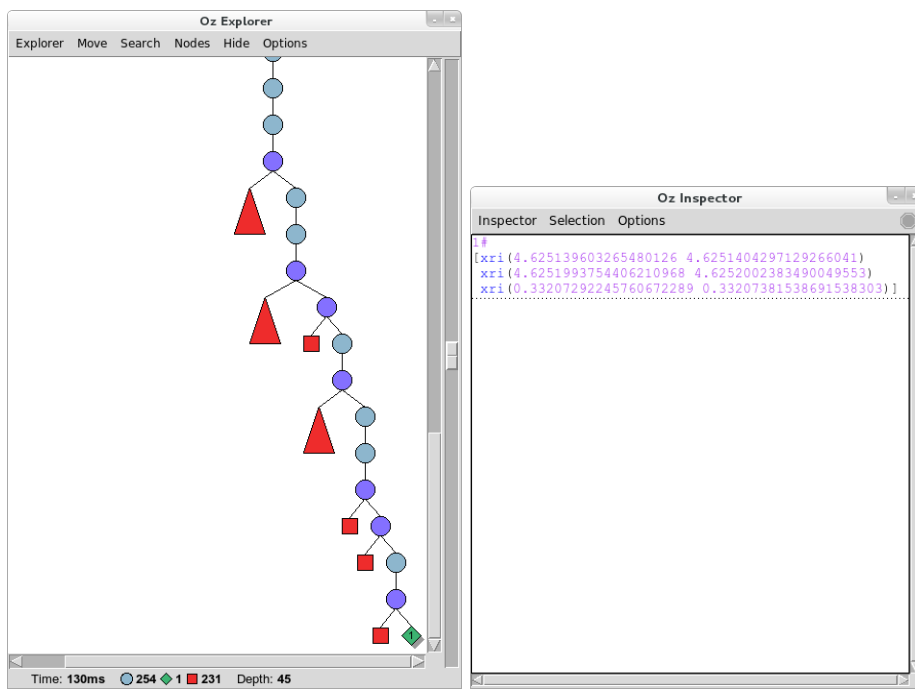 Oz Explorer
Explorer Move Search Nodes Hide Options
1
Time: 130ms 254 1 231 Depth: 45
Oz Inspector
Inspector Selection Options
1#
[xri(4.625139603265480126 4.6251404297129266041)
xri(4.6251993754406210968 4.6252002383490049553)
xri(0.33207292245760672289 0.33207381538691538303)]